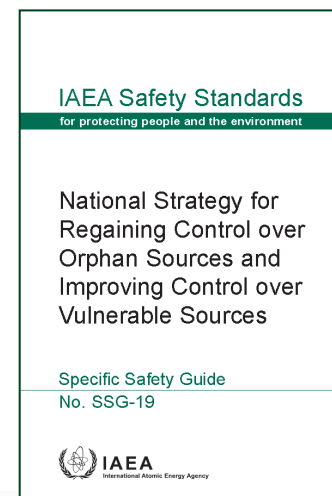 IAEA Safety Standards
for protecting people and the environment
National Strategy for
Regaining Control over
Orphan Sources and
Improving Control over
Vulnerable Sources
Specific Safety Guide
No. SSG-19
IAEA
International Atomic Energy Agency